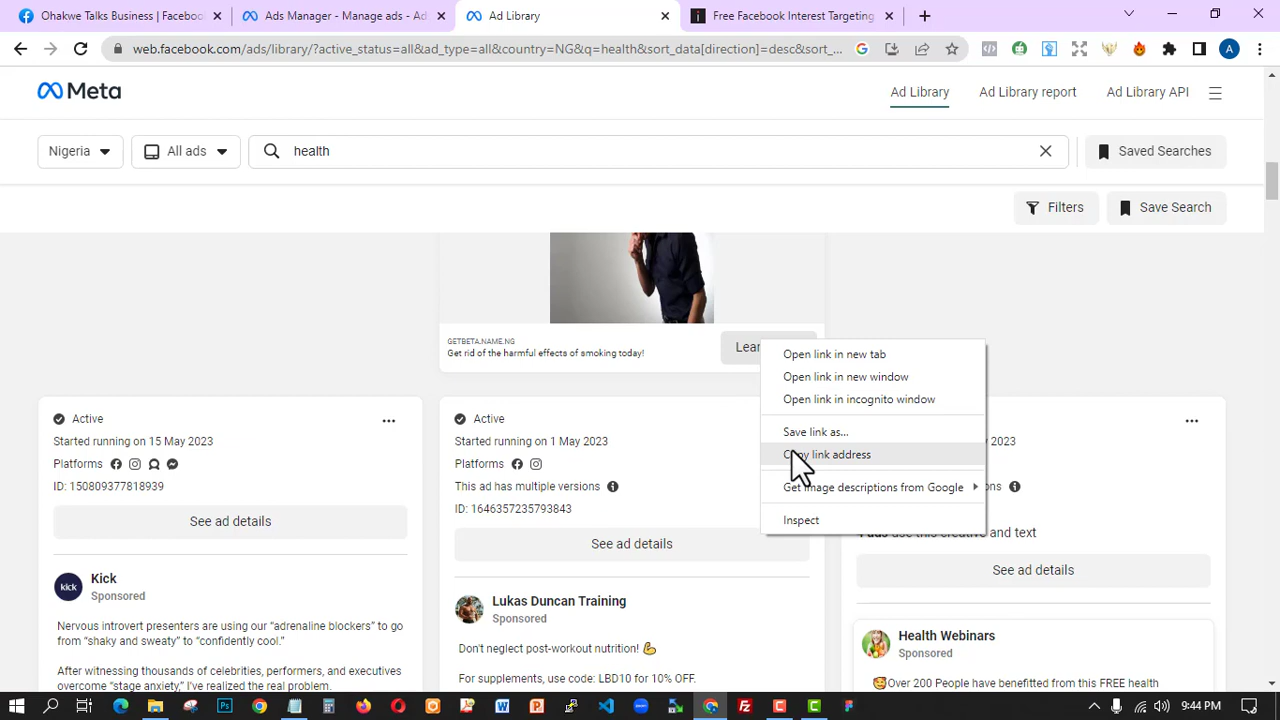 Ohakwe Talks Business | Facebook
Ads Manager - Manage ads - Ad
Ad Library
Free Facebook Interest Targeting
web.facebook.com/ads/library/?active_status=all&ad_type=all&country=NG&q=health&sort_data[direction]=desc&sort_...
A
Meta
Ad Library
Ad Library report
Ad Library API
Nigeria
All ads
health
Saved Searches
Filters
Save Search
GETBETA.NAME.NG
Get rid of the harmful effects of smoking today!
Lear
Open link in new tab
Open link in new window
Open link in incognito window
Save link as...
Copy link address
Get image descriptions from Google
Inspect
Active
Started running on 15 May 2023
Platforms
ID: 150809377818939
See ad details
Kick
kick
Sponsored
Nervous introvert presenters are using our "adrenaline blockers" to go
from "shaky and sweaty" to "confidently cool."
After witnessing thousands of celebrities, performers, and executives
overcome "stage anxiety," I've realized the real problem.
Active
Started running on 1 May 2023
Platforms
This ad has multiple versions
ID: 1646357235793843
See ad details
Lukas Duncan Training
Sponsored
Don't neglect post-workout nutrition! 💪
For supplements, use code: LBD10 for 10% OFF.
2023
ons
ads use this creative and text
See ad details
Health Webinars
Sponsored
🥰Over 200 People have benefitted from this FREE health
9:44 PM